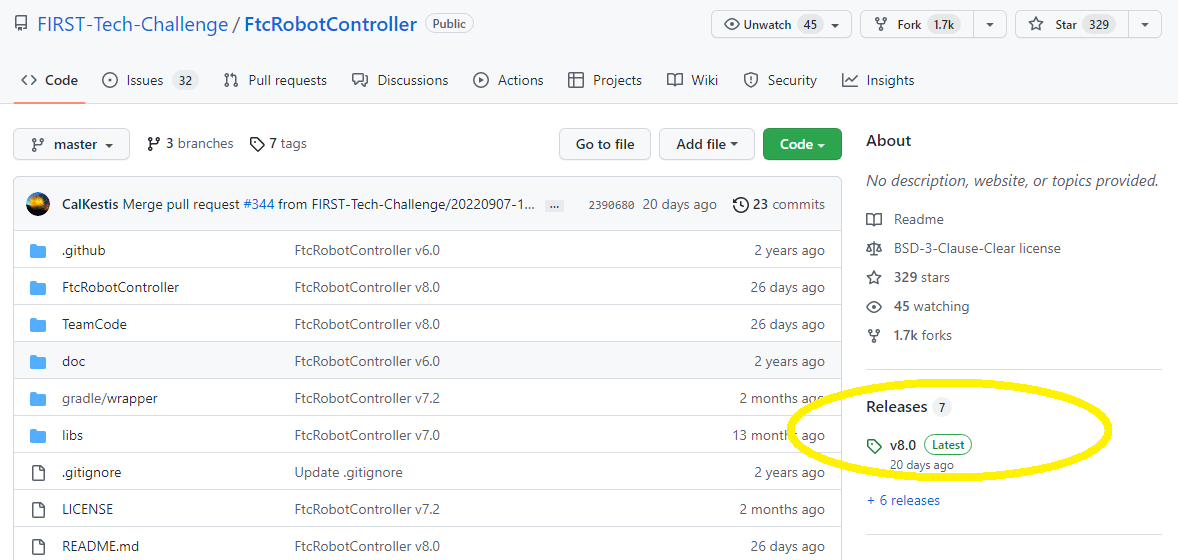 FIRST-Tech-Challenge / FtcRobotController Public
Unwatch 45 Fork 1.7k Star 329
Code Issues 32 Pull requests Discussions Actions Projects Wiki Security Insights
master 3 branches 7 tags Go to file Add file Code
CalKestis Merge pull request #344 from FIRST-Tech-Challenge/20220907-1... ... 2390680 20 days ago 23 commits
.github FtcRobotController v6.0 2 years ago
FtcRobotController FtcRobotController v8.0 26 days ago
TeamCode FtcRobotController v8.0 26 days ago
doc FtcRobotController v6.0 2 years ago
gradle/wrapper FtcRobotController v7.2 2 months ago
libs FtcRobotController v7.0 13 months ago
.gitignore Update .gitignore 2 years ago
LICENSE FtcRobotController v7.2 2 months ago
README.md FtcRobotController v8.0 26 days ago
About
No description, website, or topics provided.
Readme
BSD-3-Clause-Clear license
329 stars
45 watching
1.7k forks
Releases 7
v8.0 Latest
20 days ago
+ 6 releases